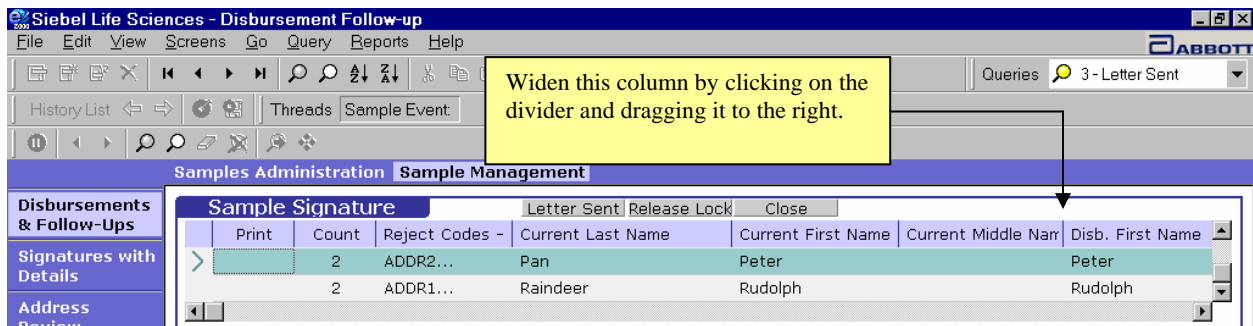 Siebel Life Sciences - Disbursement Follow-up
File Edit View Screens Go Query Reports Help
ABBOTT
Queries 3 - Letter Sent
Widen this column by clicking on the
divider and dragging it to the right.
History List Threads Sample Event:
Samples Administration Sample Management
Disbursements
& Follow-Ups
Signatures with
Details
Address
Review
Sample Signature Letter Sent Release Lock Close
Print Count Reject Codes - Current Last Name Current First Name Current Middle Nam Disb. First Name
2 ADDR2... Pan Peter Peter
2 ADDR1... Raindeer Rudolph Rudolph